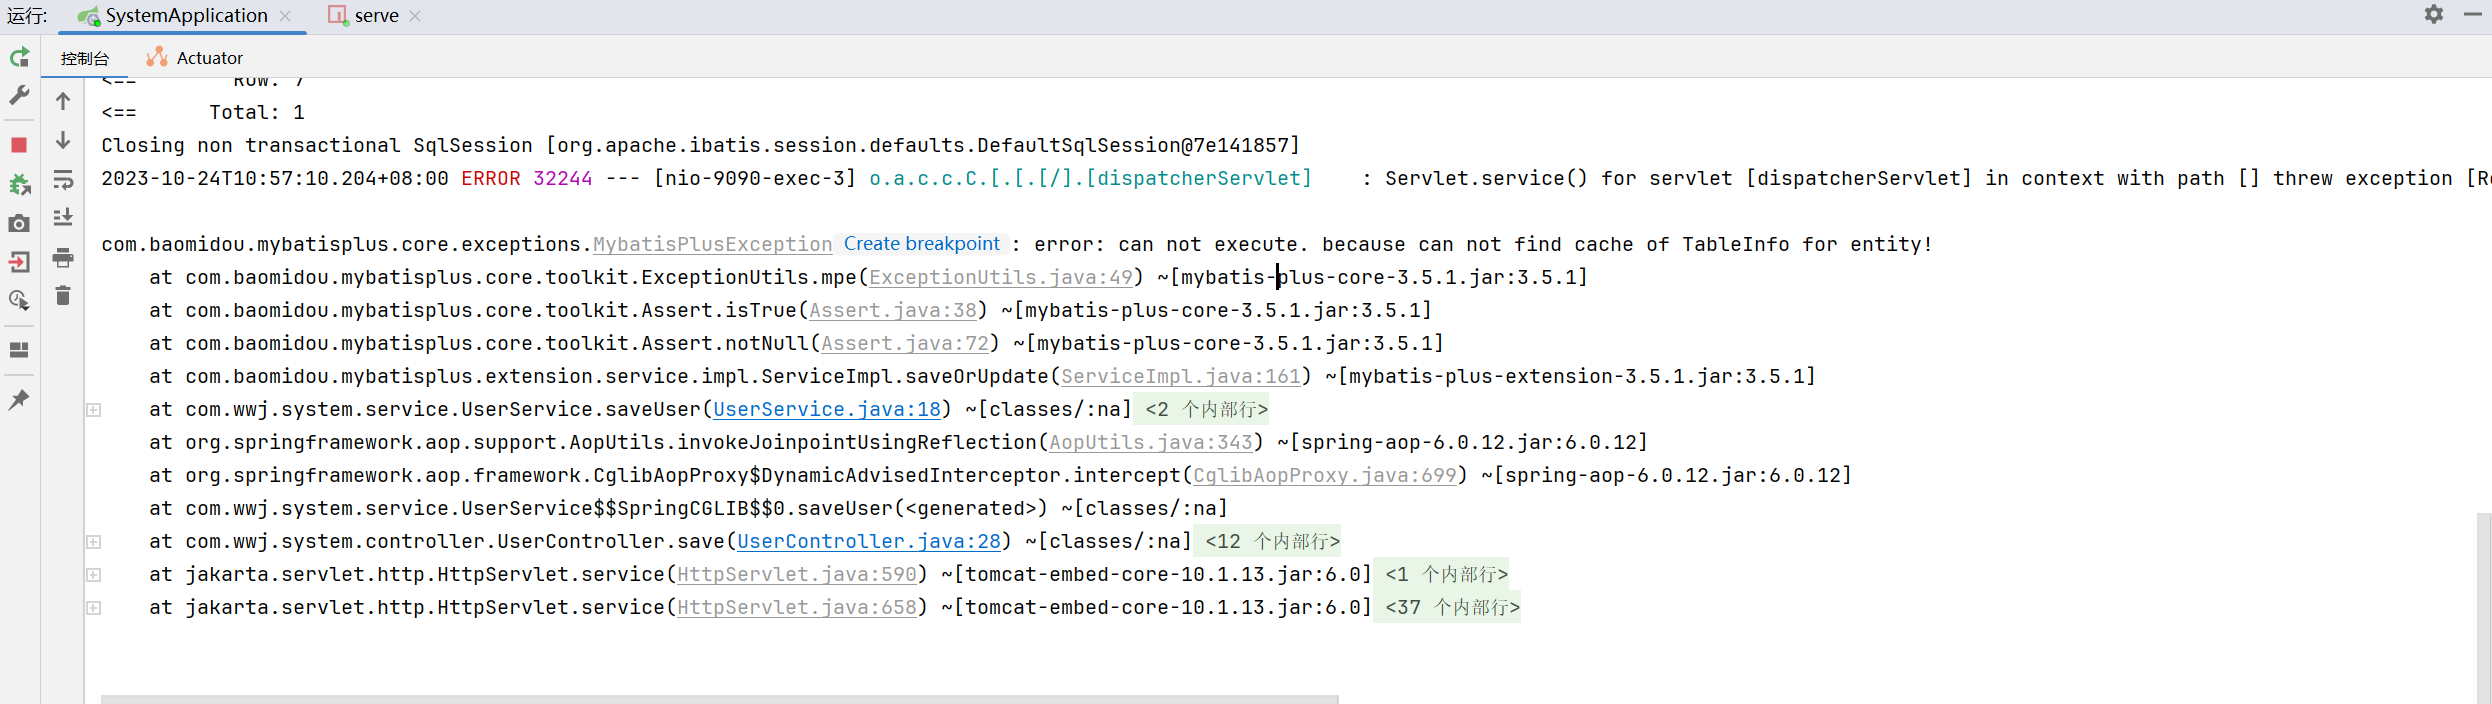 运行: SystemApplication × serve ×
控制台 Actuator
<== Row: 7
<== Total: 1
Closing non transactional SqlSession [org.apache.ibatis.session.defaults.DefaultSqlSession@7e141857]
2023-10-24T10:57:10.204+08:00 ERROR 32244 --- [nio-9090-exec-3] o.a.c.c.C.[.[.[/].[dispatcherServlet] : Servlet.service() for servlet [dispatcherServlet] in context with path [] threw exception [Re
com.baomidou.mybatisplus.core.exceptions.MybatisPlusException Create breakpoint : error: can not execute. because can not find cache of TableInfo for entity!
at com.baomidou.mybatisplus.core.toolkit.ExceptionUtils.mpe(ExceptionUtils.java:49) ~[mybatis-plus-core-3.5.1.jar:3.5.1]
at com.baomidou.mybatisplus.core.toolkit.Assert.isTrue(Assert.java:38) ~[mybatis-plus-core-3.5.1.jar:3.5.1]
at com.baomidou.mybatisplus.core.toolkit.Assert.notNull(Assert.java:72) ~[mybatis-plus-core-3.5.1.jar:3.5.1]
at com.baomidou.mybatisplus.extension.service.impl.ServiceImpl.saveOrUpdate(ServiceImpl.java:161) ~[mybatis-plus-extension-3.5.1.jar:3.5.1]
at com.wwj.system.service.UserService.saveUser(UserService.java:18) ~[classes/:na] <2 个内部行>
at org.springframework.aop.support.AopUtils.invokeJoinpointUsingReflection(AopUtils.java:343) ~[spring-aop-6.0.12.jar:6.0.12]
at org.springframework.aop.framework.CglibAopProxy$DynamicAdvisedInterceptor.intercept(CglibAopProxy.java:699) ~[spring-aop-6.0.12.jar:6.0.12]
at com.wwj.system.service.UserService$$SpringCGLIB$$0.saveUser(<generated>) ~[classes/:na]
at com.wwj.system.controller.UserController.save(UserController.java:28) ~[classes/:na] <12 个内部行>
at jakarta.servlet.http.HttpServlet.service(HttpServlet.java:590) ~[tomcat-embed-core-10.1.13.jar:6.0] <1 个内部行>
at jakarta.servlet.http.HttpServlet.service(HttpServlet.java:658) ~[tomcat-embed-core-10.1.13.jar:6.0] <37 个内部行>